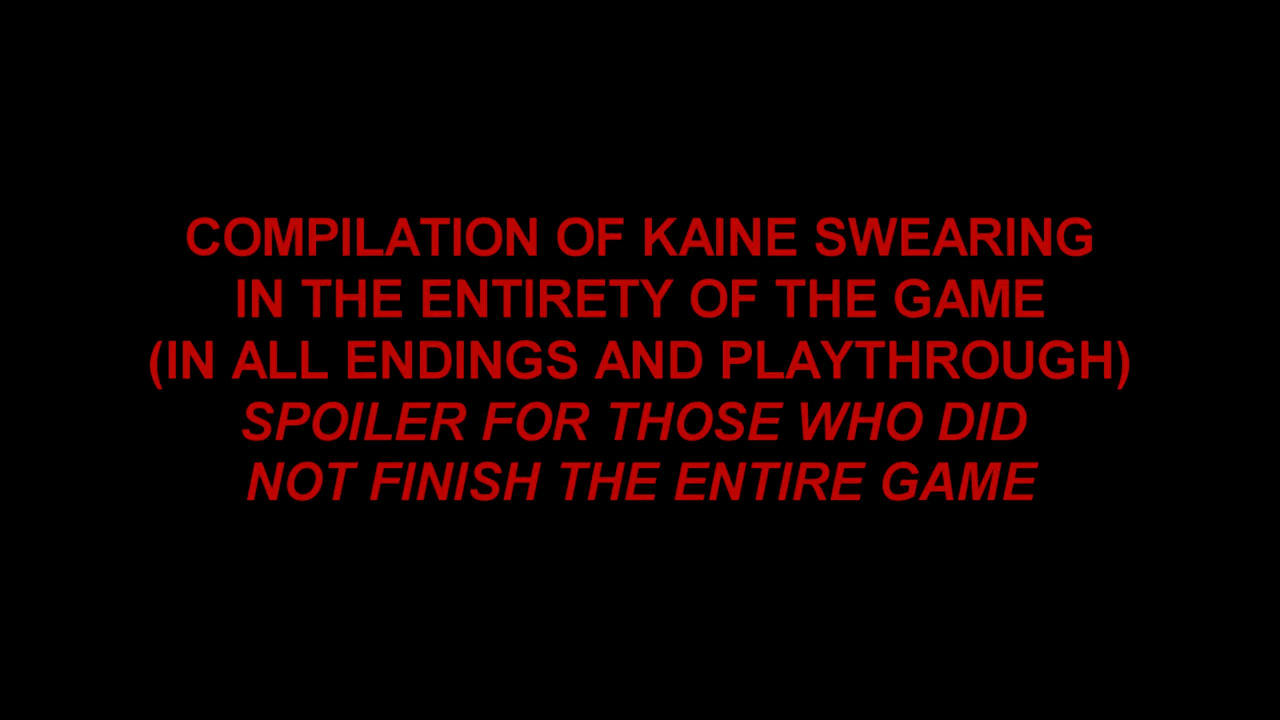 COMPILATION OF KAINE SWEARING
IN THE ENTIRETY OF THE GAME
(IN ALL ENDINGS AND PLAYTHROUGH)
SPOILER FOR THOSE WHO DID
NOT FINISH THE ENTIRE GAME